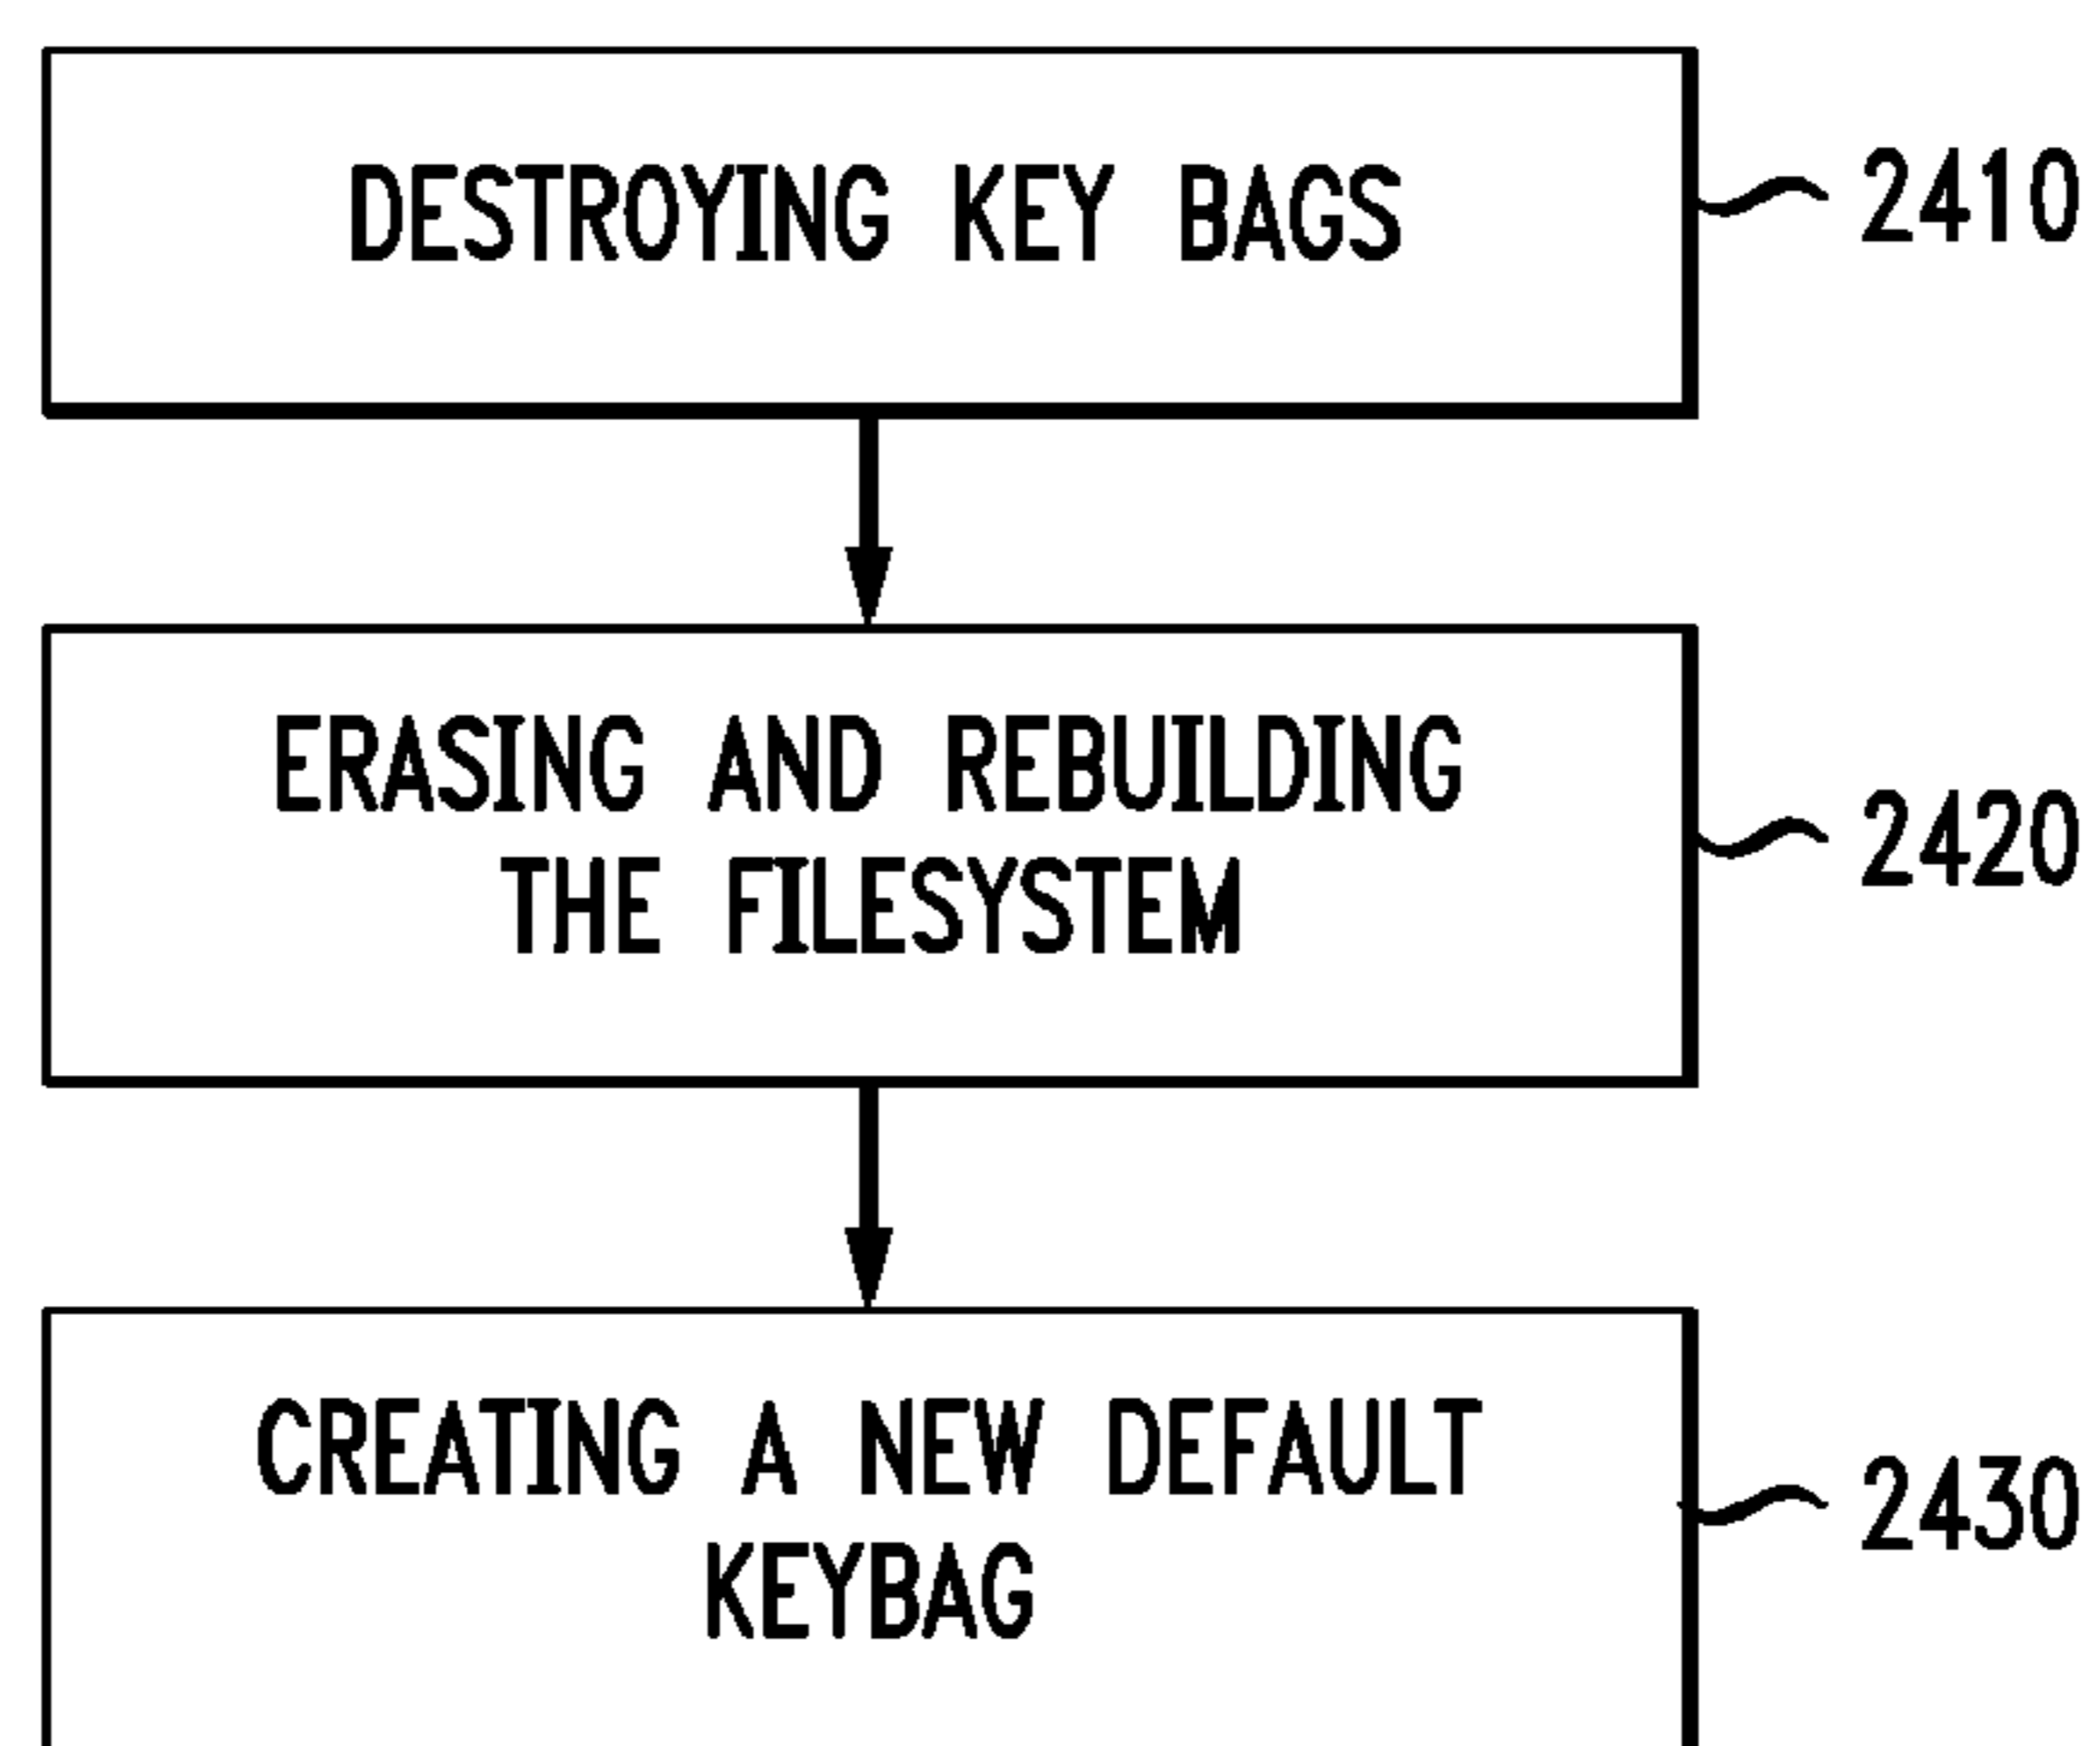 DESTROYING KEY BAGS
2410
ERASING AND REBUILDING
THE FILESYSTEM
2420
CREATING A NEW DEFAULT
KEYBAG
2430